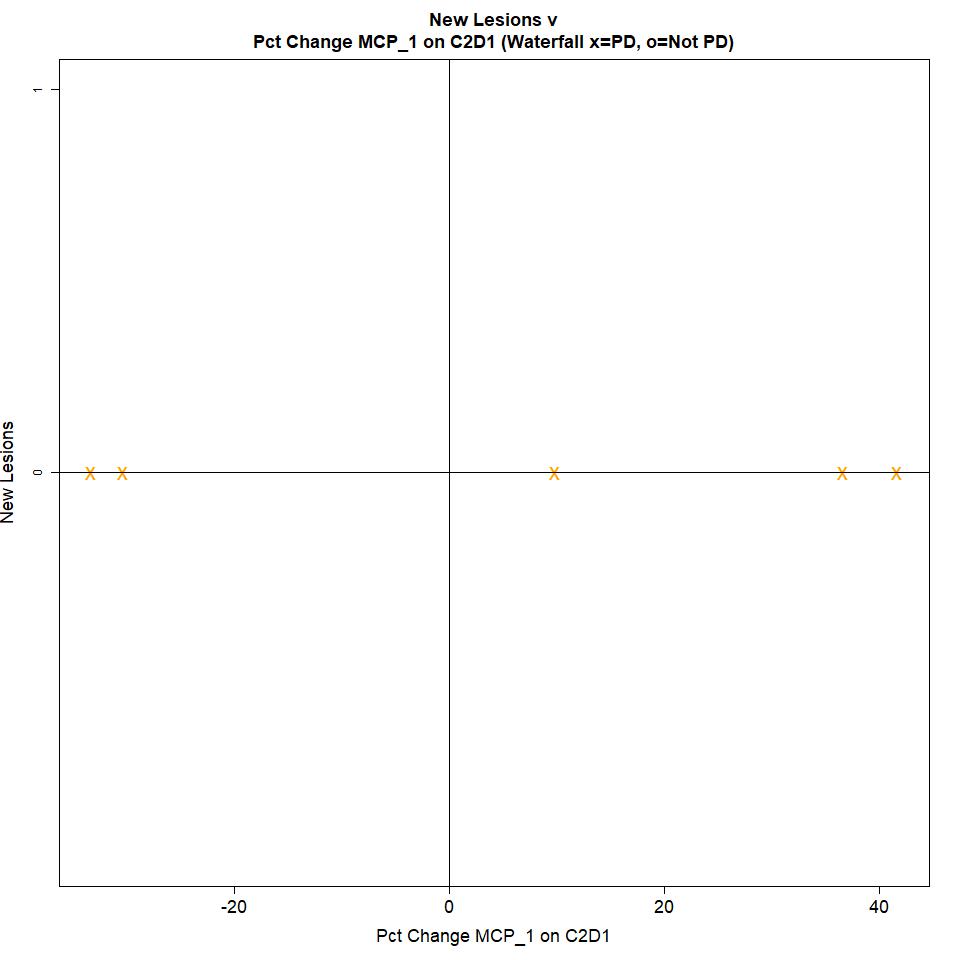 New Lesions v
Pct Change MCP_1 on C2D1 (Waterfall x=PD, o=Not PD)
1
New Lesions
0
X X X X X
-20 0 20 40
Pct Change MCP_1 on C2D1